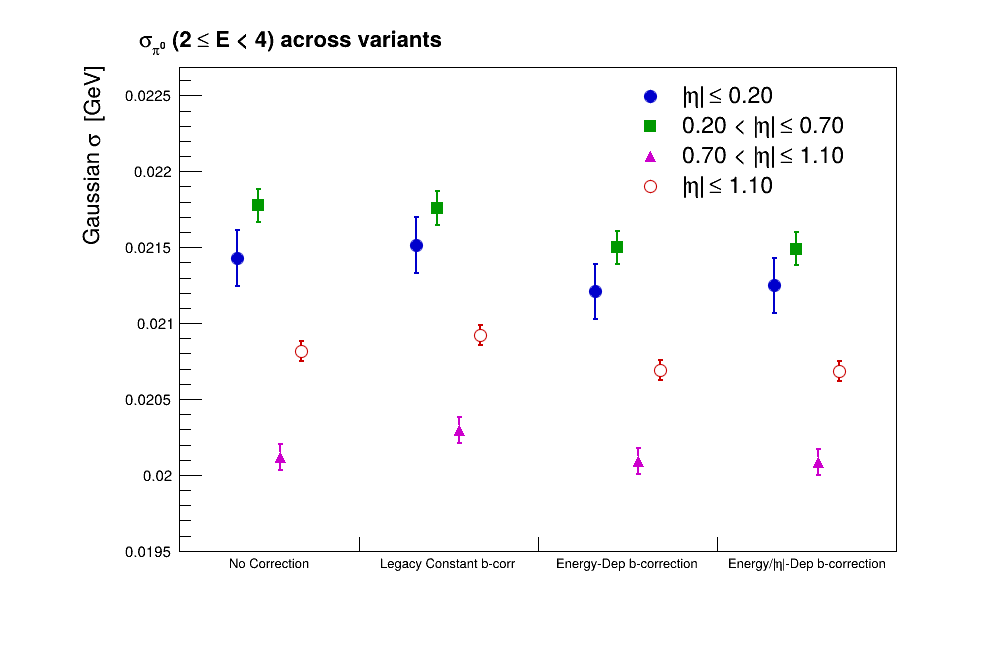 σπ⁰ (2 ≤ E < 4) across variants
Gaussian σ [GeV]
0.0225
0.022
0.0215
0.021
0.0205
0.02
0.0195
|η| ≤ 0.20
0.20 < |η| ≤ 0.70
0.70 < |η| ≤ 1.10
|η| ≤ 1.10
No Correction
Legacy Constant b-corr
Energy-Dep b-correction
Energy/|η|-Dep b-correction